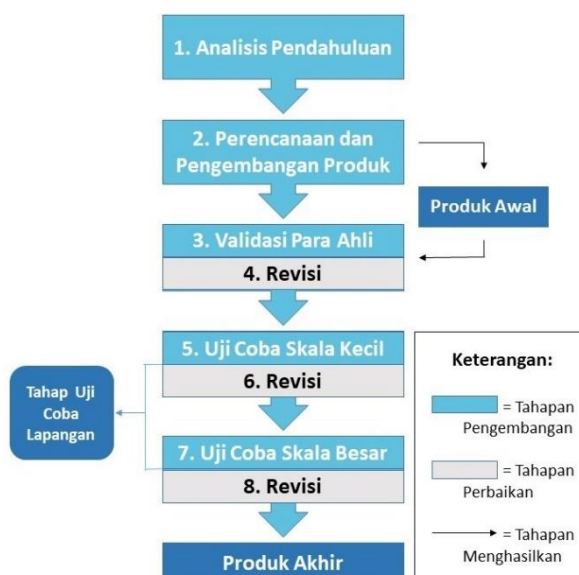 1. Analisis Pendahuluan
2. Perencanaan dan
Pengembangan Produk
Produk Awal
3. Validasi Para Ahli
4. Revisi
5. Uji Coba Skala Kecil
6. Revisi
Tahap Uji
Coba
Lapangan
7. Uji Coba Skala Besar
8. Revisi
Produk Akhir
Keterangan:
= Tahapan
Pengembangan
= Tahapan
Perbaikan
= Tahapan
Menghasilkan